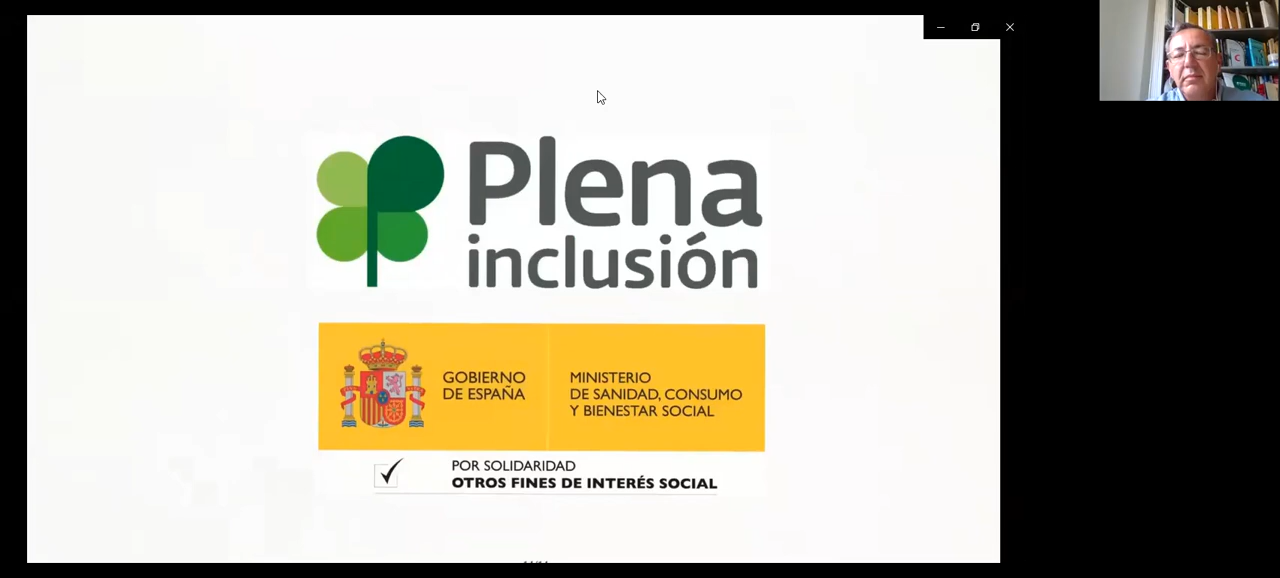 Plena
inclusión
GOBIERNO
DE ESPAÑA
MINISTERIO
DE SANIDAD, CONSUMO
Y BIENESTAR SOCIAL
POR SOLIDARIDAD
OTROS FINES DE INTERÉS SOCIAL